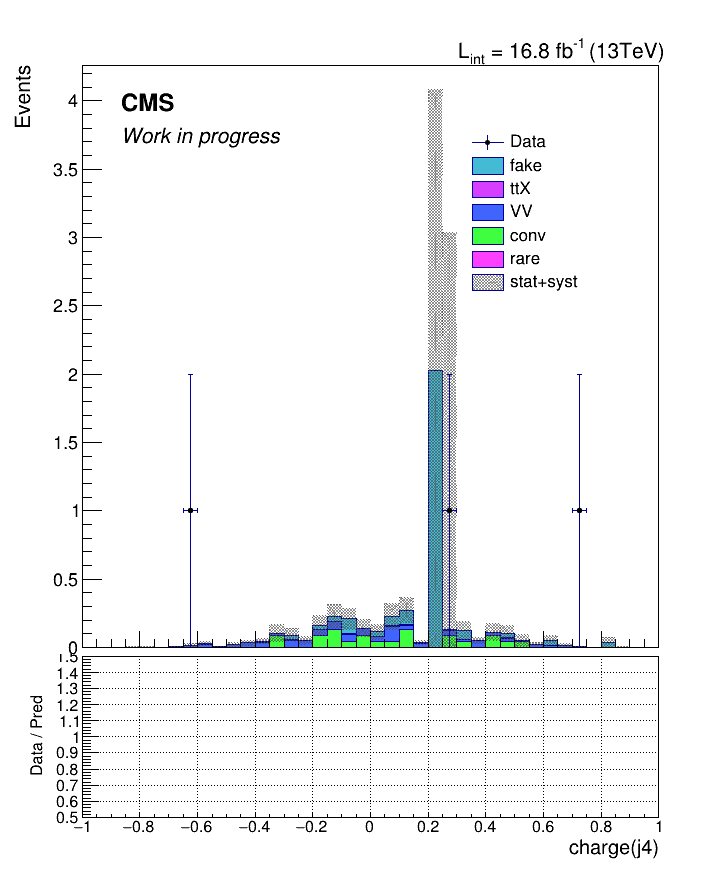 L_int = 16.8 fb^-1 (13TeV)
Events
CMS
Work in progress
Data
fake
ttX
VV
conv
rare
stat+syst
4
3.5
3
2.5
2
1.5
1
0.5
0
Data / Pred
1.5
1.4
1.3
1.2
1.1
1
0.9
0.8
0.7
0.6
0.5
−1 −0.8 −0.6 −0.4 −0.2 0 0.2 0.4 0.6 0.8 1
charge(j4)